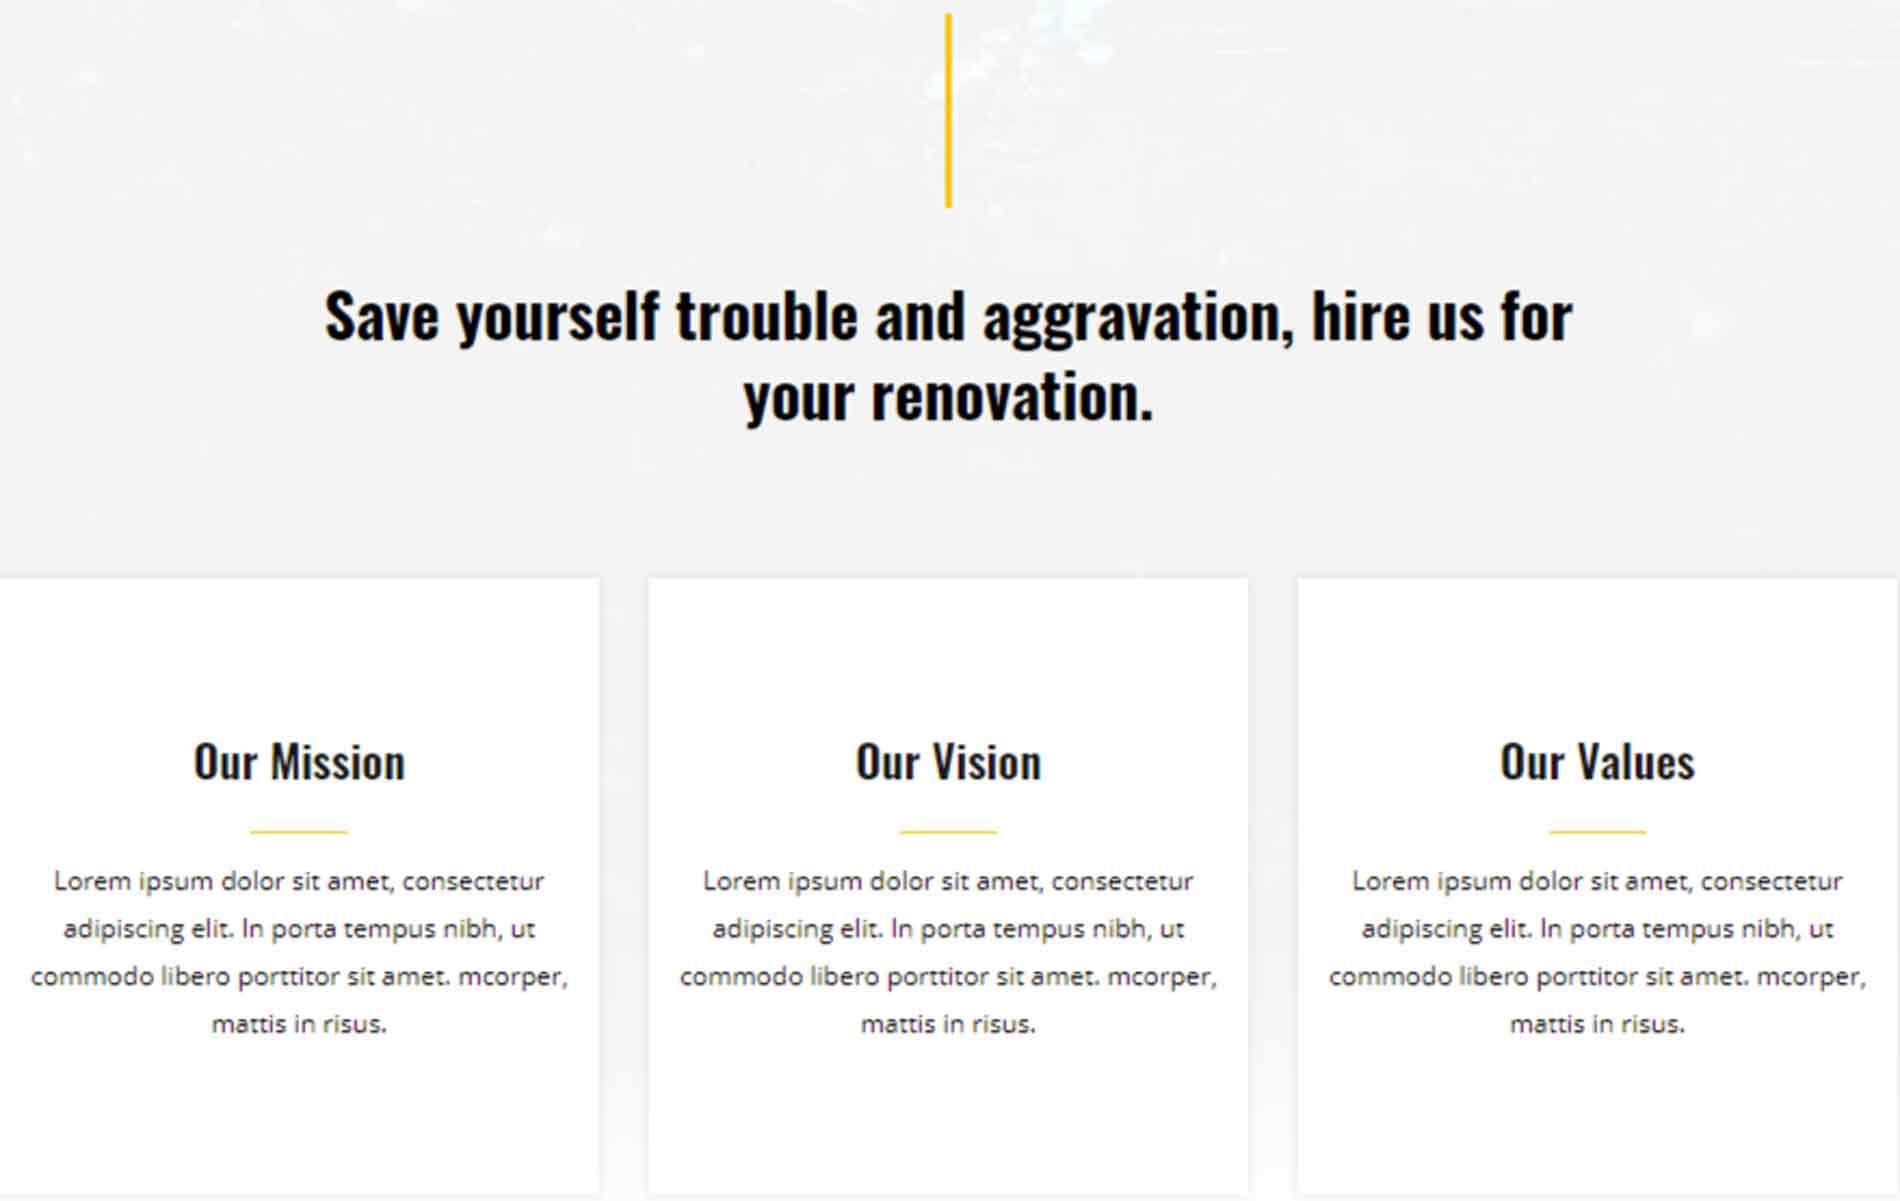 Save yourself trouble and aggravation, hire us for
your renovation.
Our Mission
Lorem ipsum dolor sit amet, consectetur
adipiscing elit. In porta tempus nibh, ut
commodo libero porttitor sit amet. mcorper,
mattis in risus.
Our Vision
Lorem ipsum dolor sit amet, consectetur
adipiscing elit. In porta tempus nibh, ut
commodo libero porttitor sit amet. mcorper,
mattis in risus.
Our Values
Lorem ipsum dolor sit amet, consectetur
adipiscing elit. In porta tempus nibh, ut
commodo libero porttitor sit amet. mcorper,
mattis in risus.